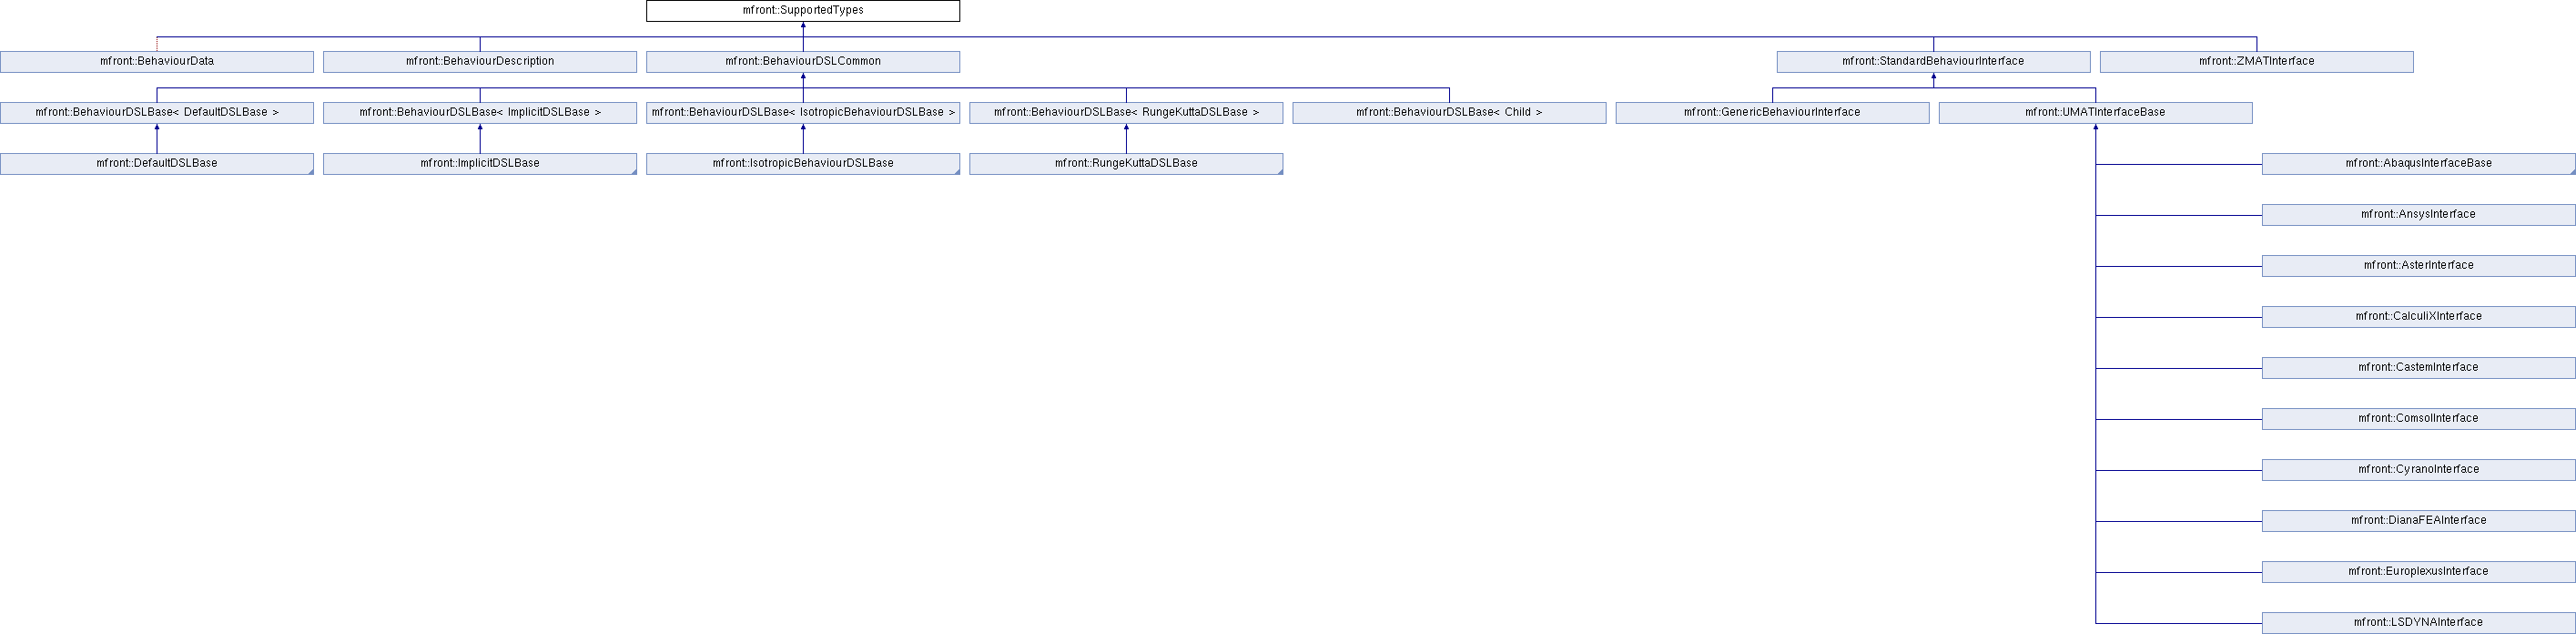 mfront::SupportedTypes
mfront::BehaviourData
mfront::BehaviourDescription
mfront::BehaviourDSLCommon
mfront::StandardBehaviourInterface
mfront::ZMATInterface
mfront::BehaviourDSLBase< DefaultDSLBase >
mfront::BehaviourDSLBase< ImplicitDSLBase >
mfront::BehaviourDSLBase< IsotropicBehaviourDSLBase >
mfront::BehaviourDSLBase< RungeKuttaDSLBase >
mfront::BehaviourDSLBase< Child >
mfront::GenericBehaviourInterface
mfront::UMATInterfaceBase
mfront::DefaultDSLBase
mfront::ImplicitDSLBase
mfront::IsotropicBehaviourDSLBase
mfront::RungeKuttaDSLBase
mfront::AbaqusInterfaceBase
mfront::AnsysInterface
mfront::AsterInterface
mfront::CalculiXInterface
mfront::CastemInterface
mfront::ComsolInterface
mfront::CyranoInterface
mfront::DianaFEAInterface
mfront::EuroplexusInterface
mfront::LSDYNAInterface